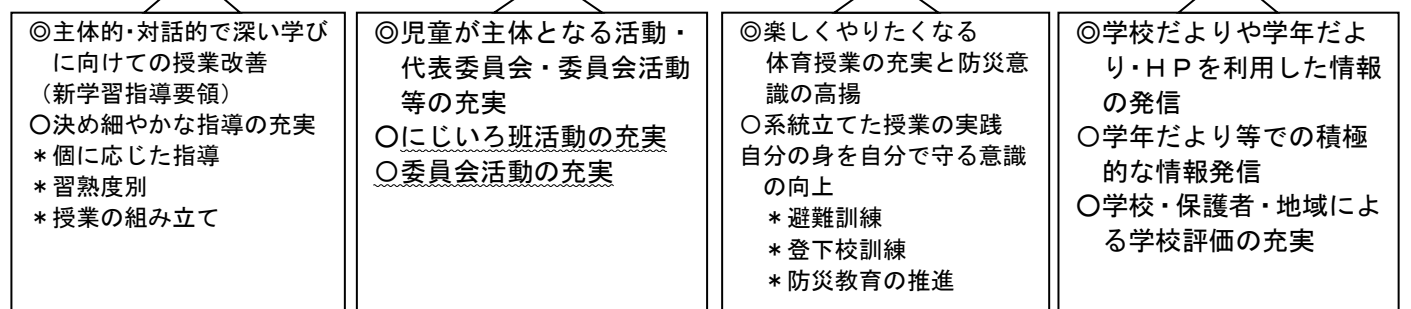 ◎主体的・対話的で深い学び
に向けての授業改善
（新学習指導要領）
〇決め細やかな指導の充実
＊個に応じた指導
＊習熟度別
＊授業の組み立て
◎児童が主体となる活動・
代表委員会・委員会活動
等の充実
〇にじいろ班活動の充実
〇委員会活動の充実
◎楽しくやりたくなる
体育授業の充実と防災意
識の高揚
〇系統立てた授業の実践
自分の身を自分で守る意識
の向上
＊避難訓練
＊登下校訓練
＊防災教育の推進
◎学校だよりや学年だよ
り・ＨＰを利用した情報
の発信
〇学年だより等での積極
的な情報発信
〇学校・保護者・地域によ
る学校評価の充実